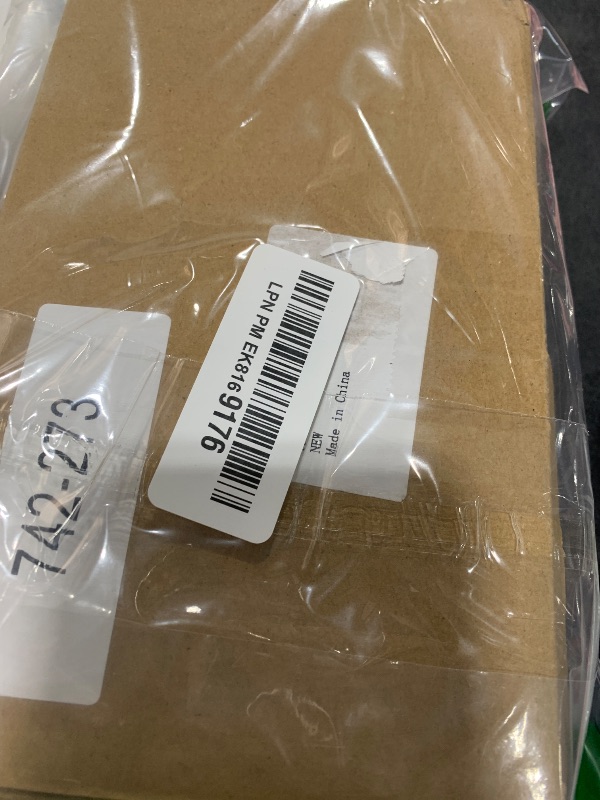 742-273
LPN PM EK8169176
NEW
Made in China